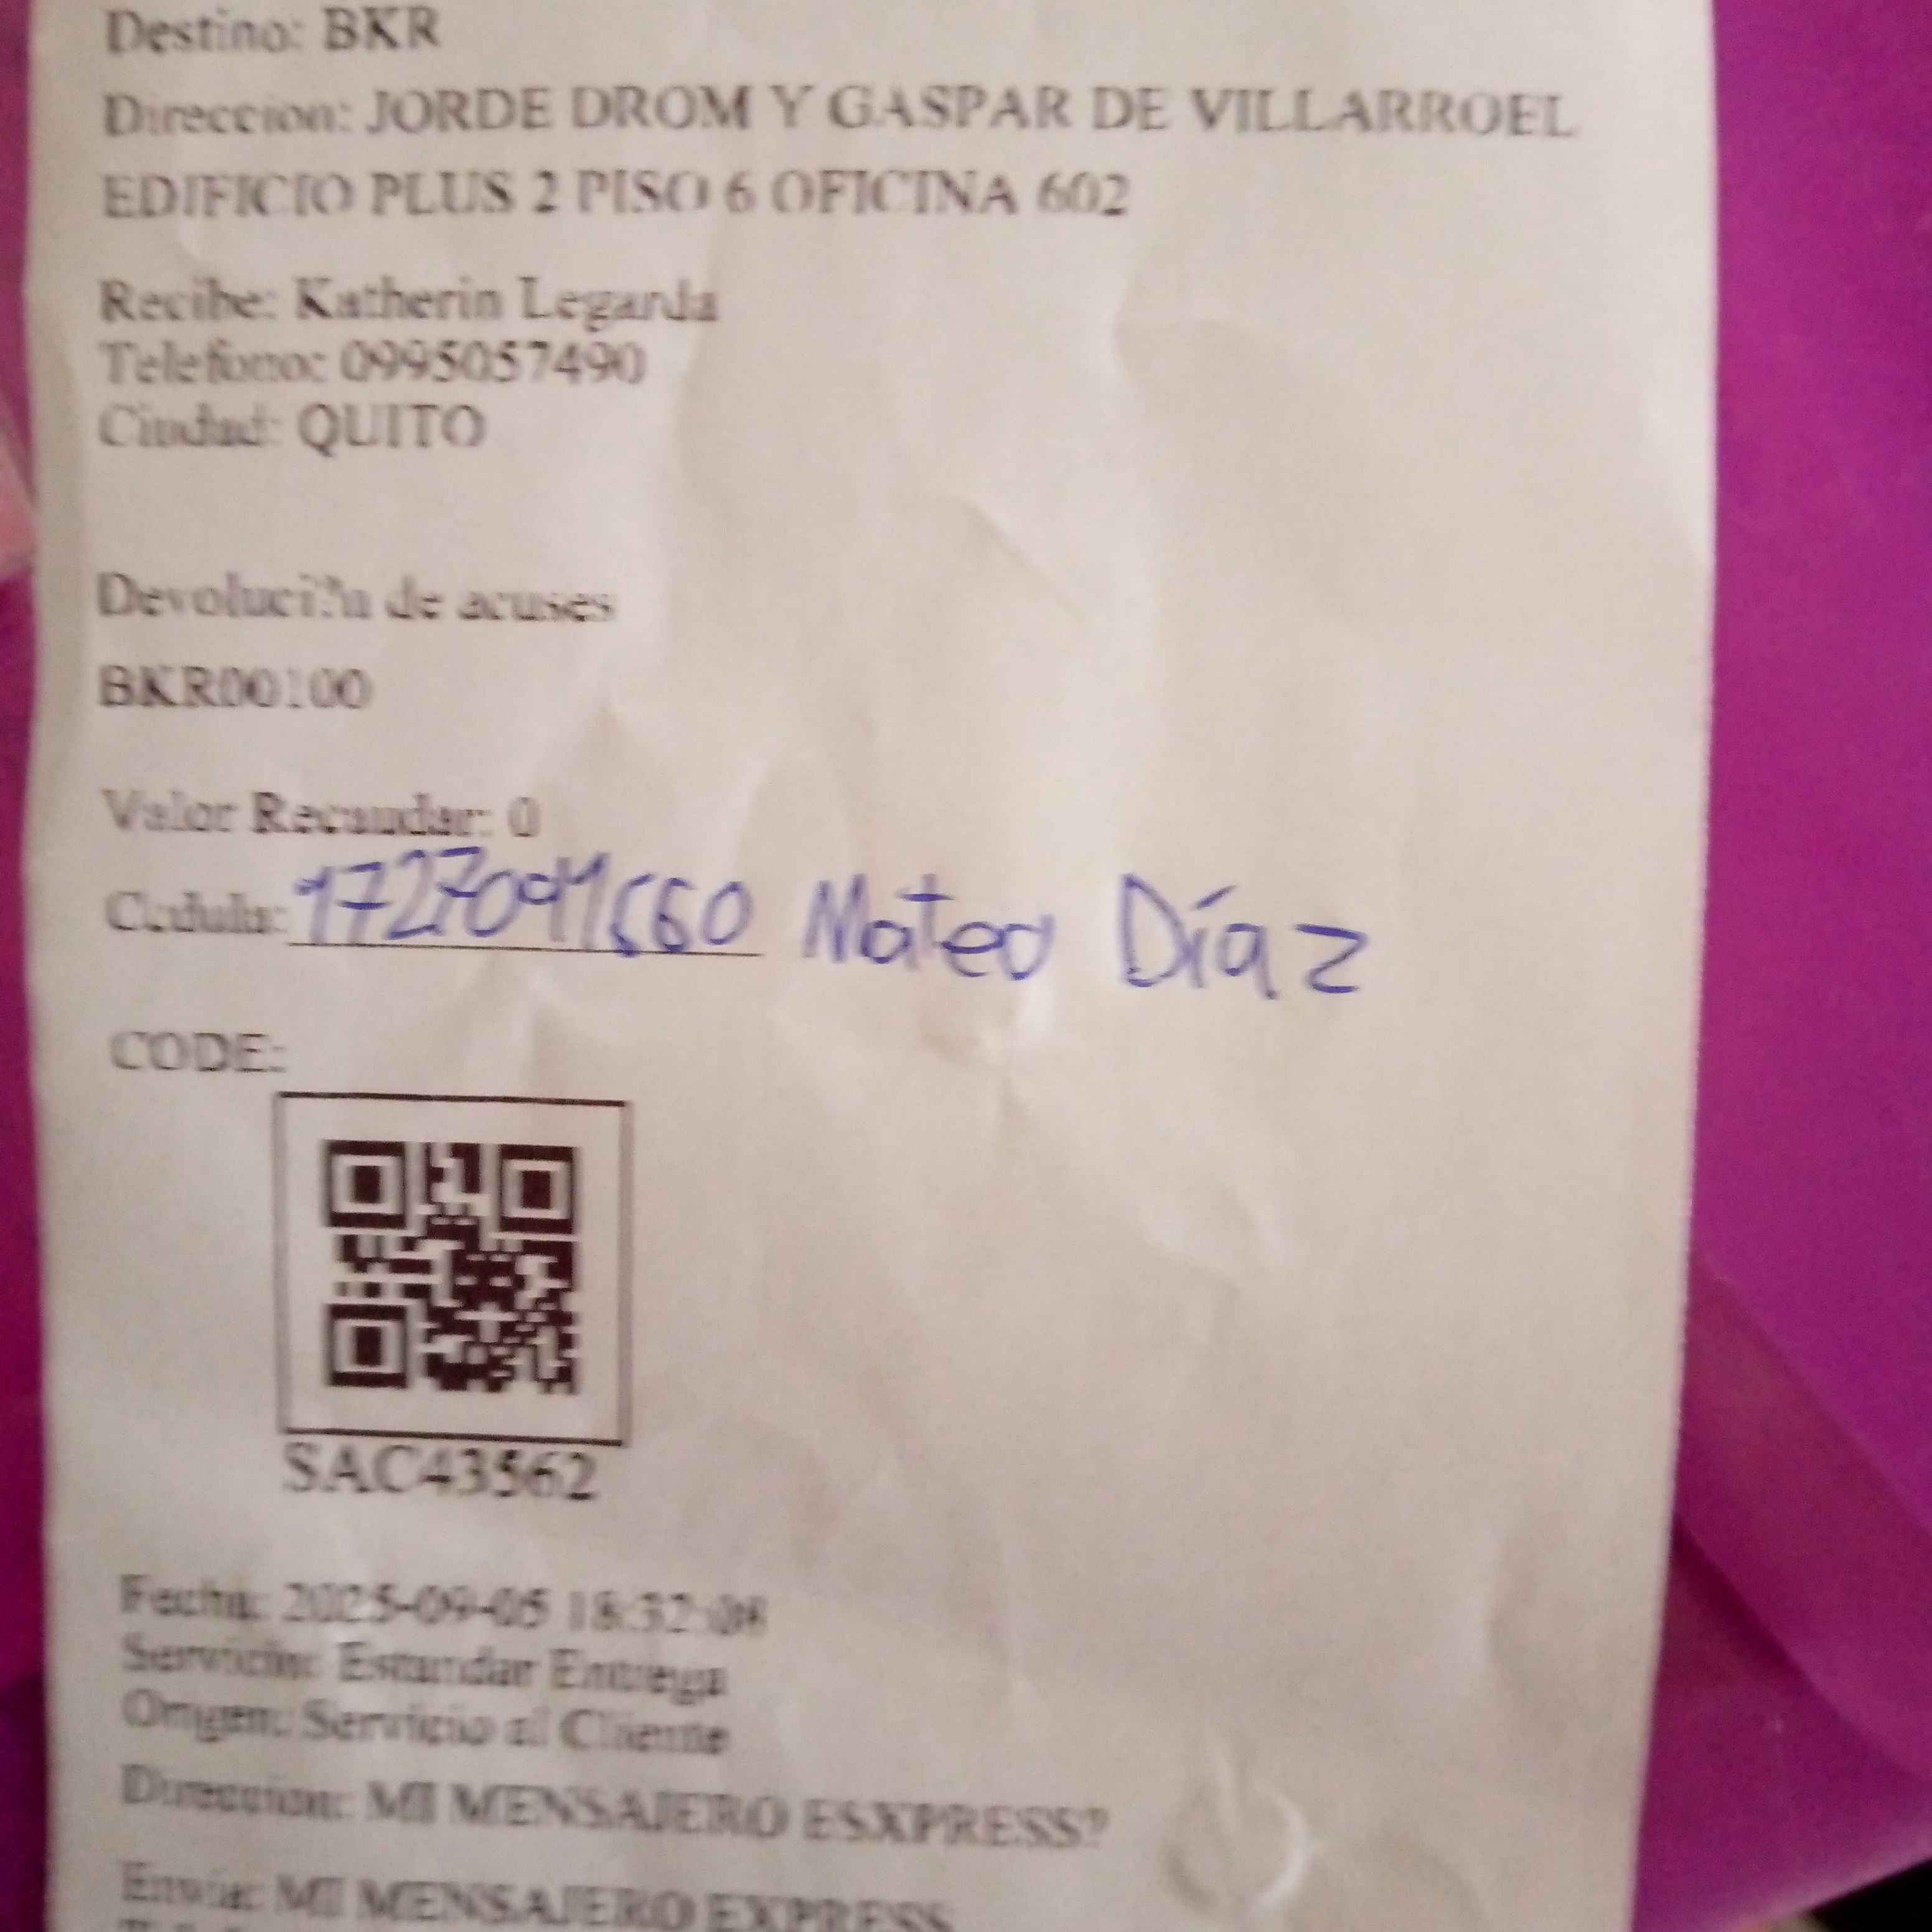 Destino: BKR
Direccion: JORDE DROM Y GASPAR DE VILLARROEL
EDIFICIO PLUS 2 PISO 6 OFICINA 602
Recibe: Katherin Legarda
Telefono: 0995057490
Ciudad: QUITO
Devoluci?n de acuses
BKR00100
Valor Recaudar: 0
Cedula: Mateo Díaz
CODE:
SAC43562
Fecha: 2025-09-05 18:32:08
Servicio: Estandar Entrega
Origen: Servicio al Cliente
Direccion: MI MENSAJERO ESXPRESS?
Envia: MI MENSAJERO EXPRESS